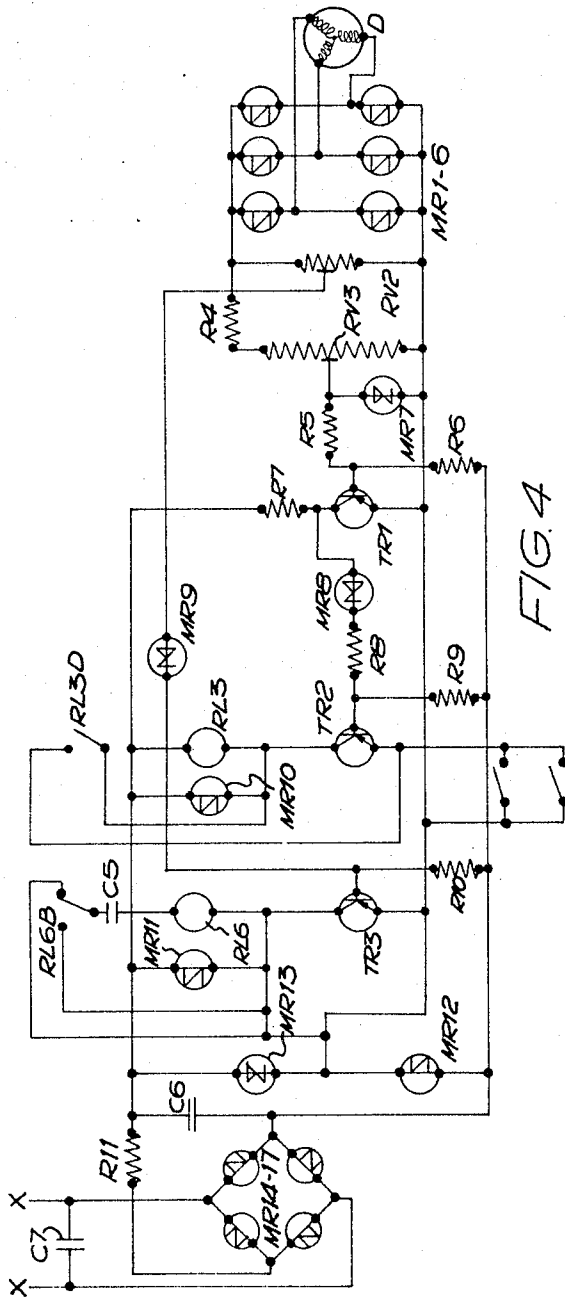 X
X
C7
R11
MR14-17
C6
RL6B
C5
MR11
RL6
MR13
MR12
TR3
R10
RL3D
RL3
MR10
MR9
TR2
R9
R8
MR8
R7
TR1
R6
R5
MR7
R4
RV3
RV2
MR1-6
D
FIG. 4